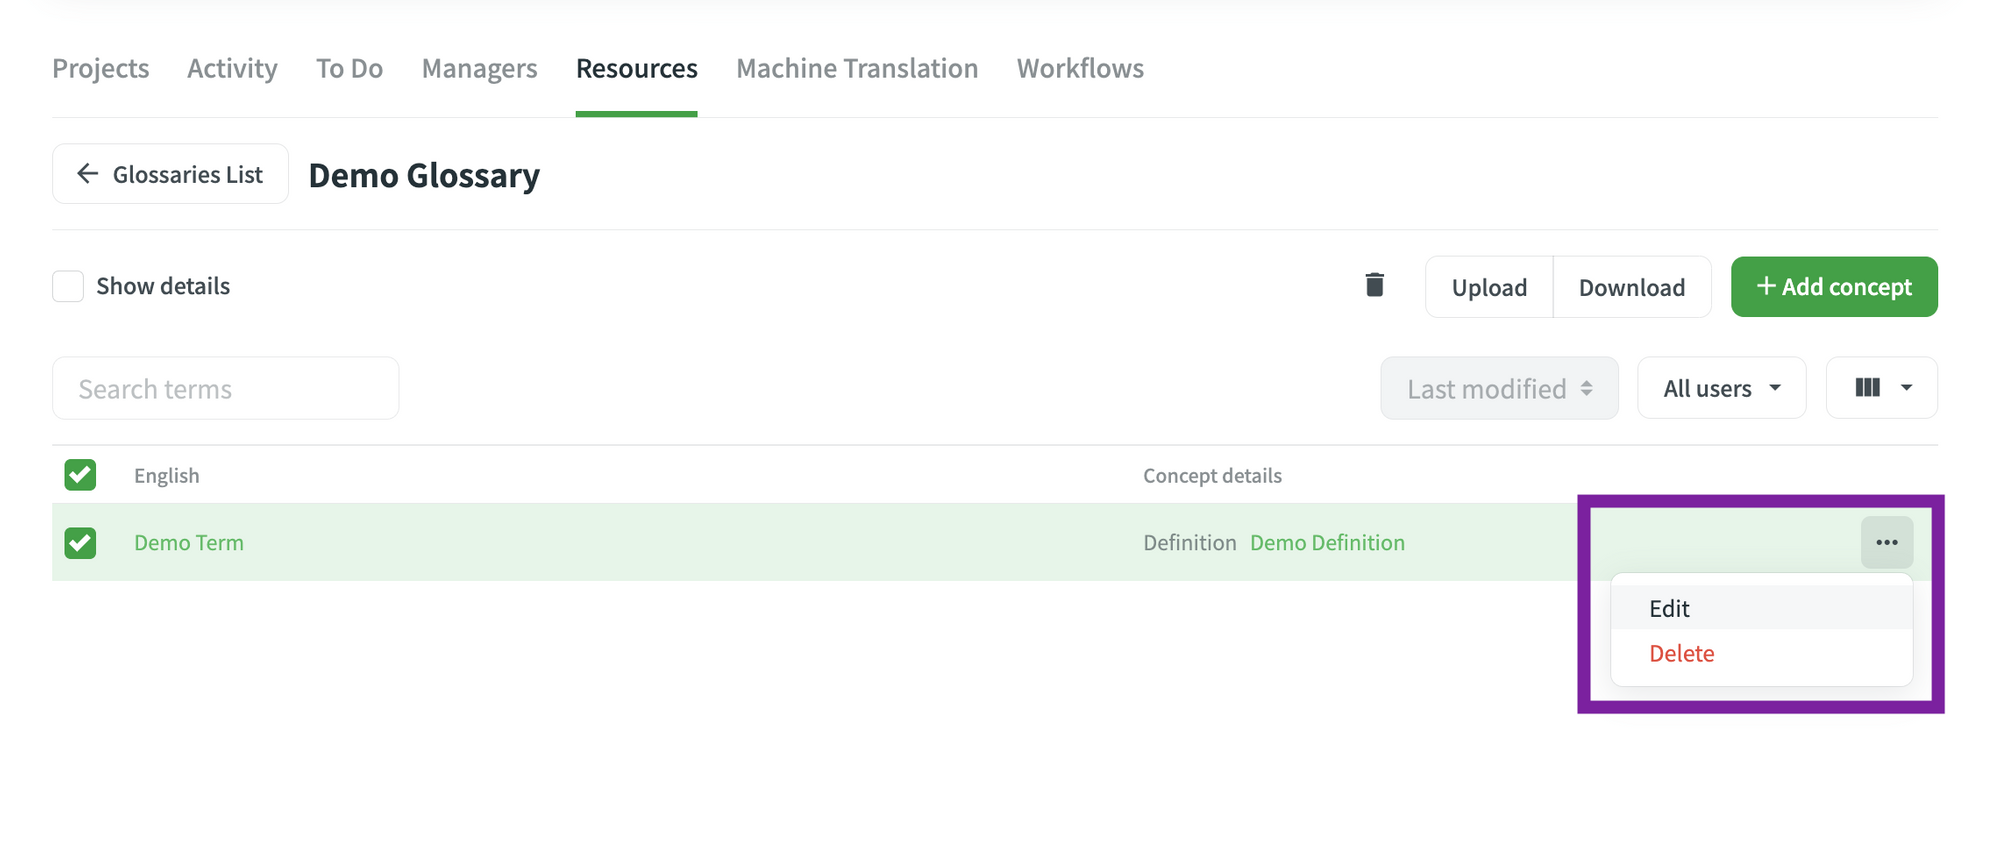 Projects Activity To Do Managers Resources Machine Translation Workflows
Glossaries List Demo Glossary
Show details Upload Download + Add concept
Search terms Last modified All users
English Concept details
Demo Term Definition Demo Definition
Edit
Delete